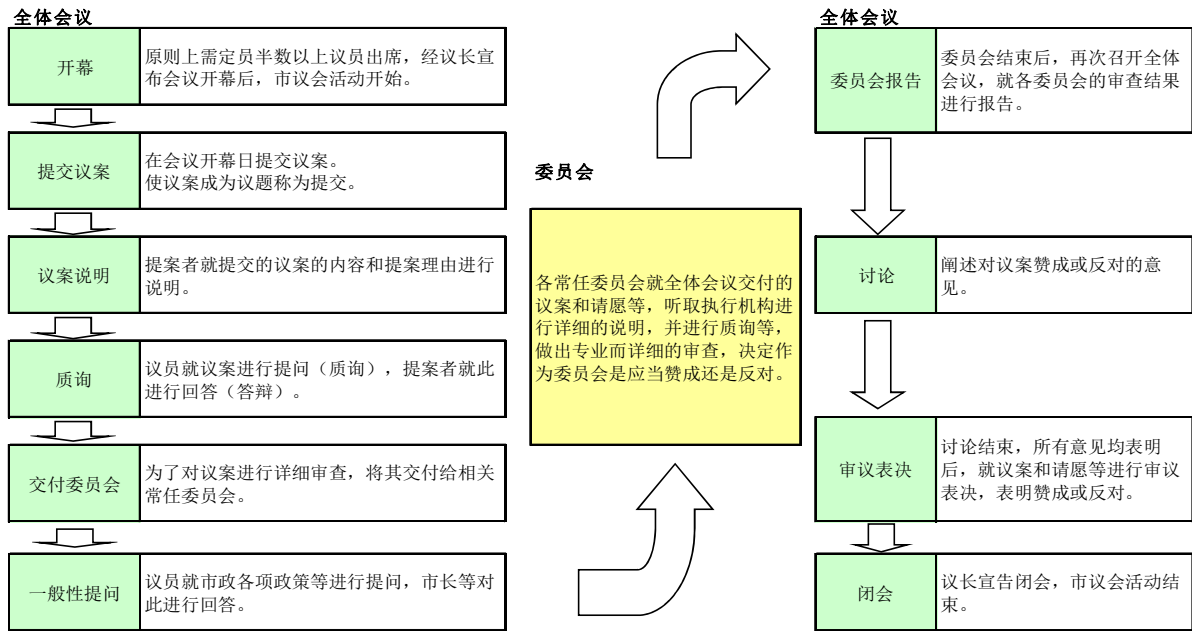 全体会议
开幕
原则上需定员半数以上议员出席，经议长宣
布会议开幕后，市议会活动开始。
提交议案
在会议开幕日提交议案。
使议案成为议题称为提交。
议案说明
提案者就提交的议案的内容和提案理由进行
说明。
质询
议员就议案进行提问（质询），提案者就此
进行回答（答辩）。
交付委员会
为了对议案进行详细审查，将其交付给相关
常任委员会。
一般性提问
议员就市政各项政策等进行提问，市长等对
此进行回答。
委员会
各常任委员会就全体会议交付的
议案和请愿等，听取执行机构进
行详细的说明，并进行质询等，
做出专业而详细的审查，决定作
为委员会是应当赞成还是反对。
全体会议
委员会报告
委员会结束后，再次召开全体
会议，就各委员会的审查结果
进行报告。
讨论
阐述对议案赞成或反对的意
见。
审议表决
讨论结束，所有意见均表明
后，就议案和请愿等进行审议
表决，表明赞成或反对。
闭会
议长宣告闭会，市议会活动结
束。